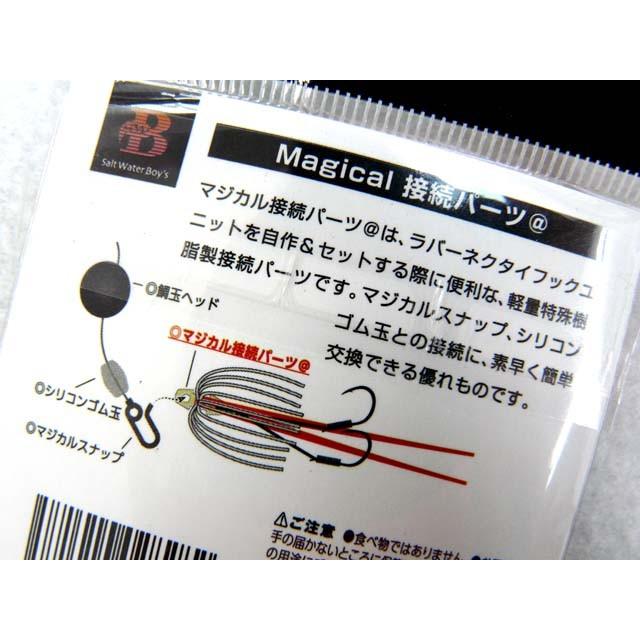 B
Salt Water Boy's
Magical 接続パーツ@
マジカル接続パーツ@は、ラバーネクタイフックユ
ニットを自作&セットする際に便利な、軽量特殊樹
脂製接続パーツです。マジカルスナップ、シリコン
ゴム玉との接続に、素早く簡単
交換できる優れものです。
◎鯛玉ヘッド
◎マジカル接続パーツ@
◎シリコンゴム玉
◎マジカルスナップ
⚠ご注意 ●食べ物ではありません
手の届かないところに
の用途に